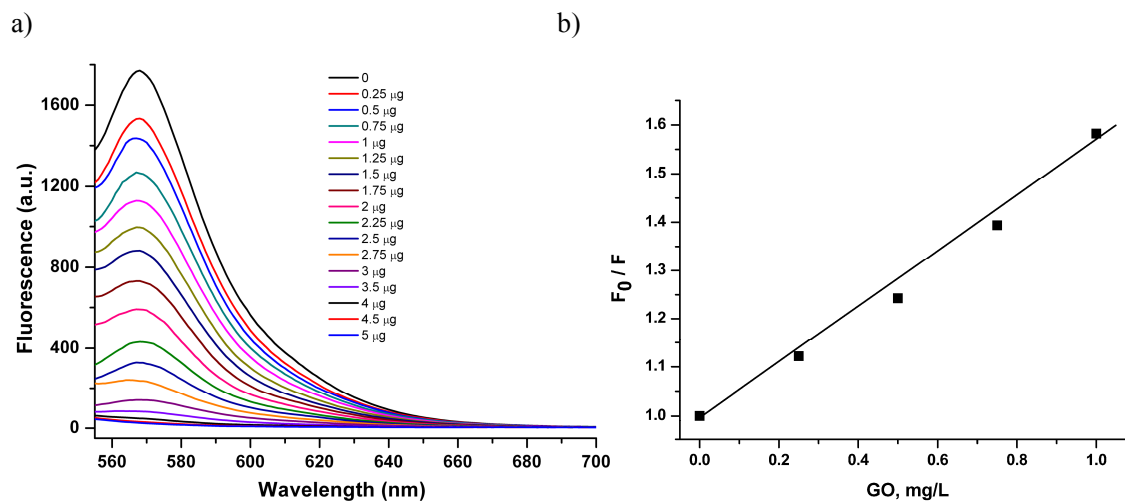 a)
1600
1200
800
400
0
Fluorescence (a.u.)
560 580 600 620 640 660 680 700
Wavelength (nm)
0
0.25 μg
0.5 μg
0.75 μg
1 μg
1.25 μg
1.5 μg
1.75 μg
2 μg
2.25 μg
2.5 μg
2.75 μg
3 μg
3.5 μg
4 μg
4.5 μg
5 μg
b)
1.6
1.5
1.4
1.3
1.2
1.1
1.0
F0 / F
0.0 0.2 0.4 0.6 0.8 1.0
GO, mg/L